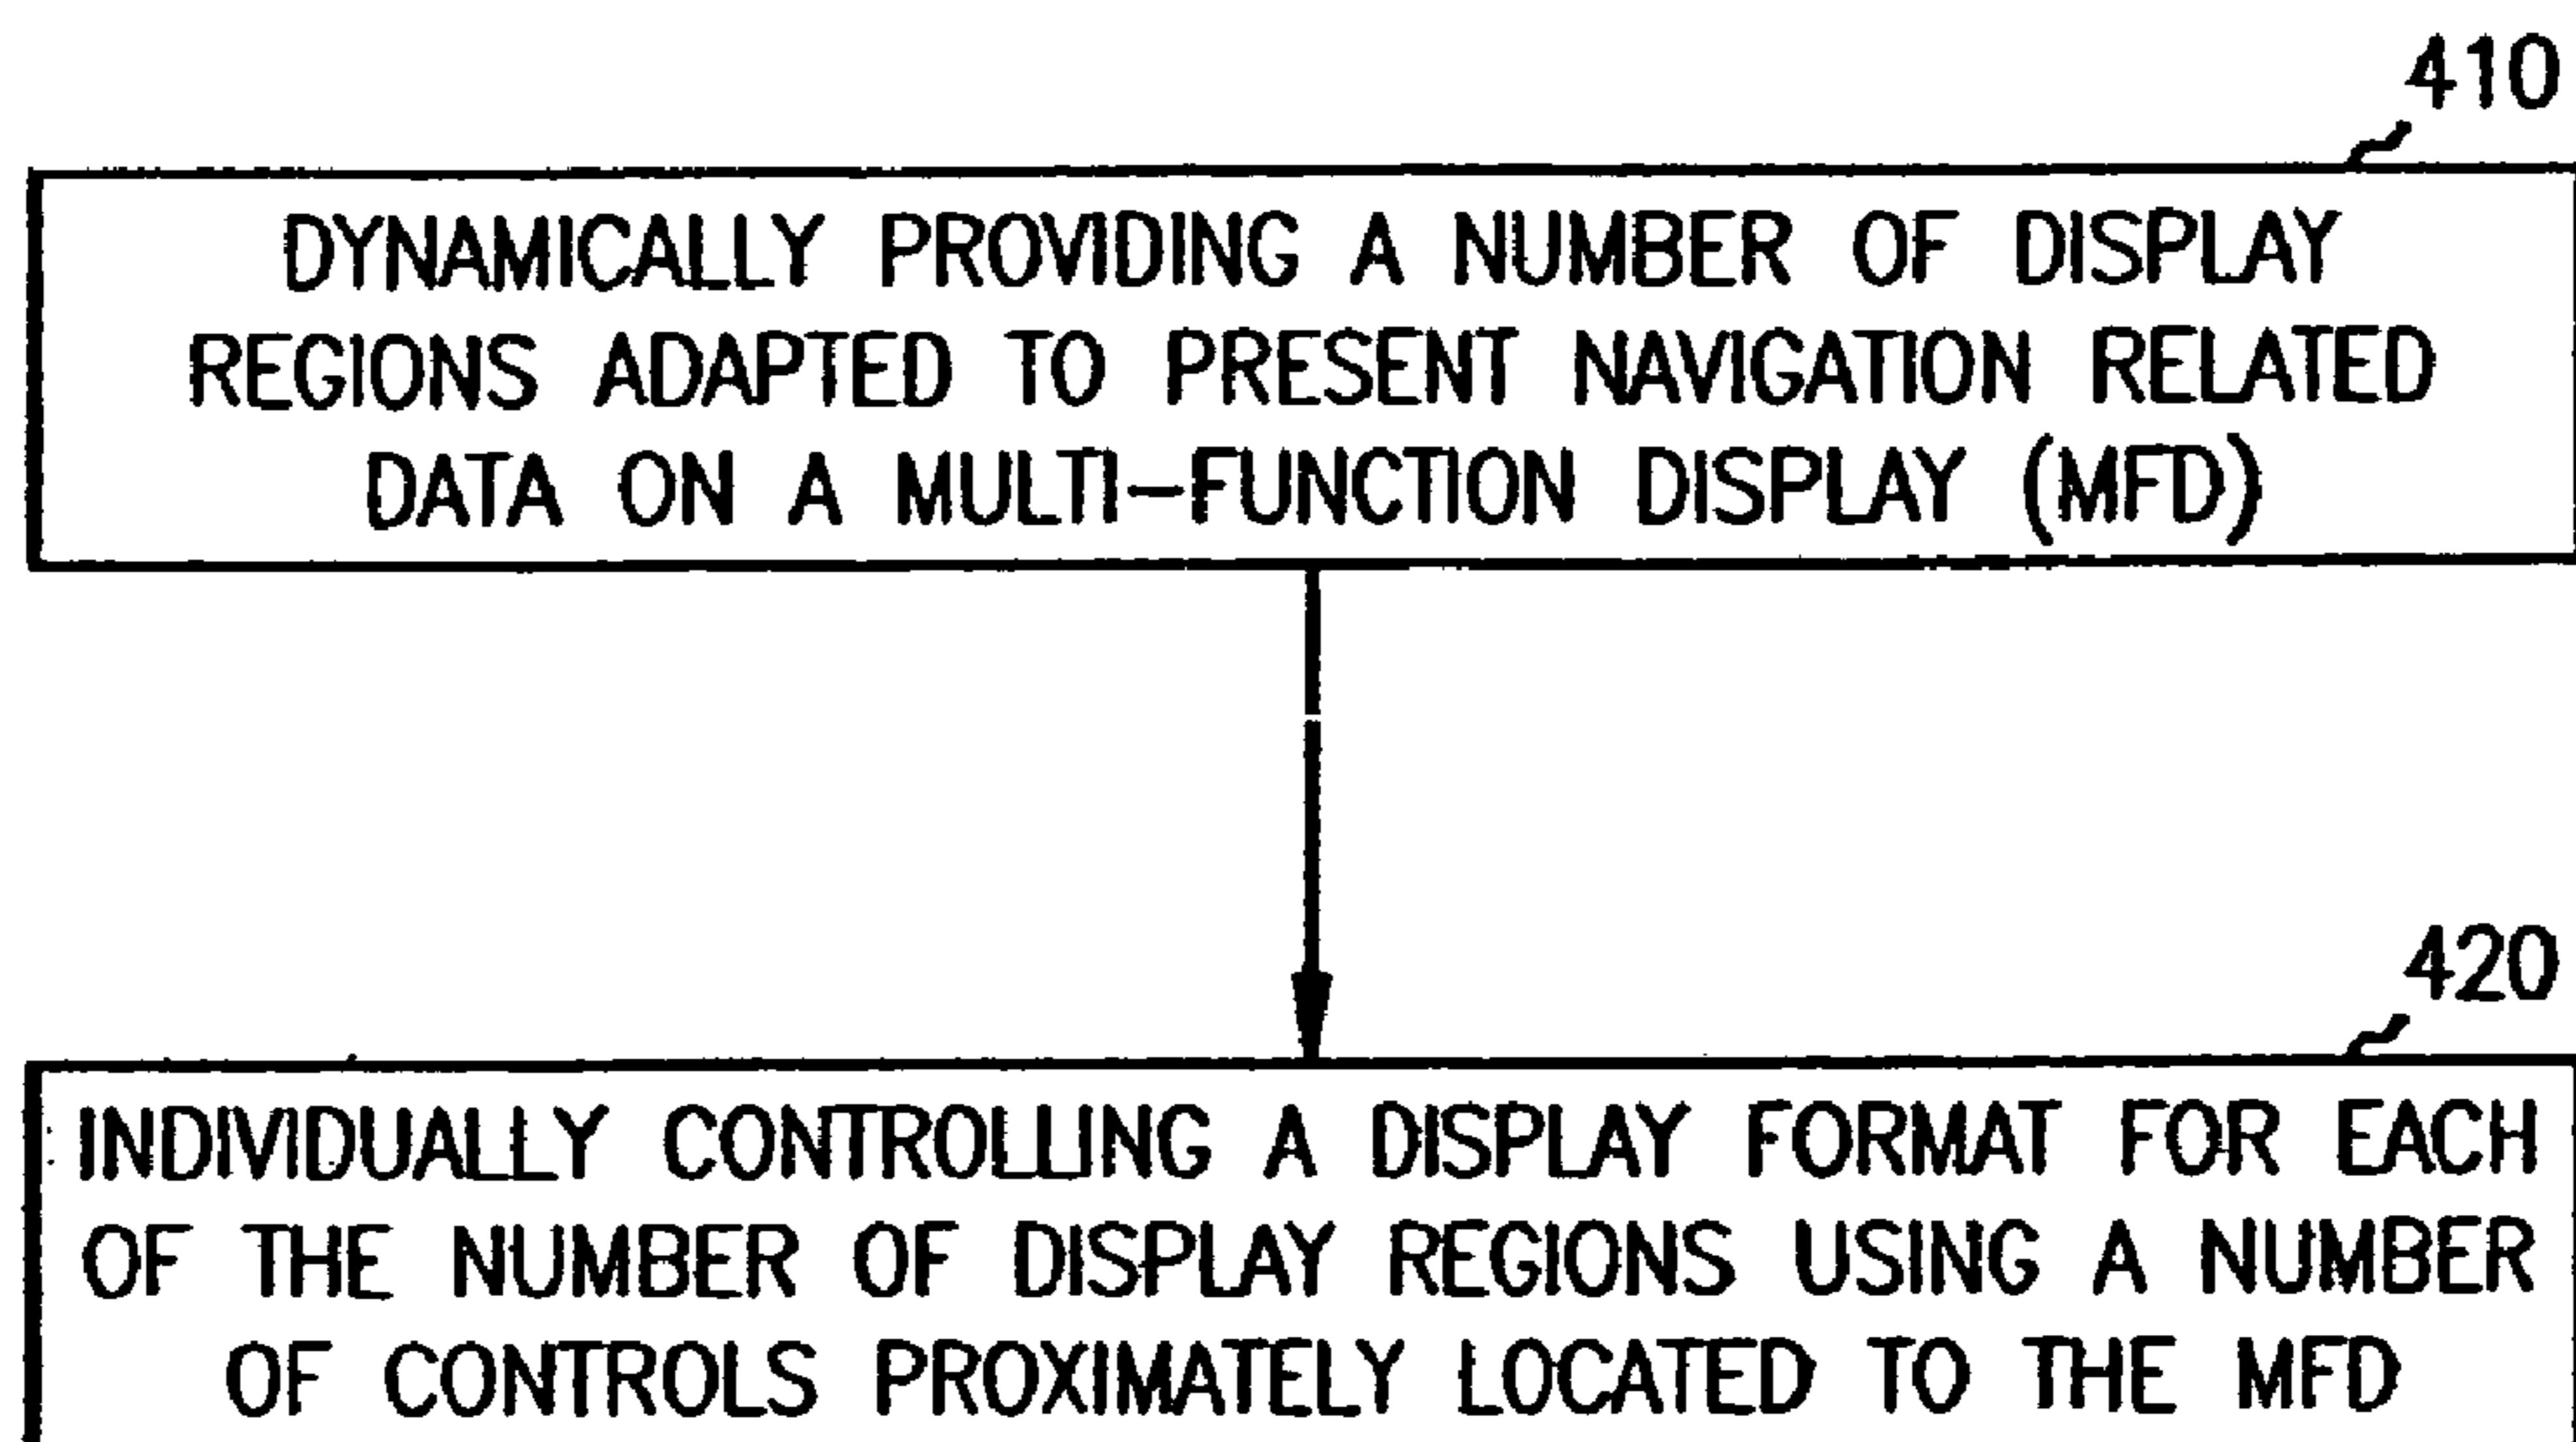 410
DYNAMICALLY PROVIDING A NUMBER OF DISPLAY
REGIONS ADAPTED TO PRESENT NAVIGATION RELATED
DATA ON A MULTI-FUNCTION DISPLAY (MFD)
420
INDIVIDUALLY CONTROLLING A DISPLAY FORMAT FOR EACH
OF THE NUMBER OF DISPLAY REGIONS USING A NUMBER
OF CONTROLS PROXIMATELY LOCATED TO THE MFD